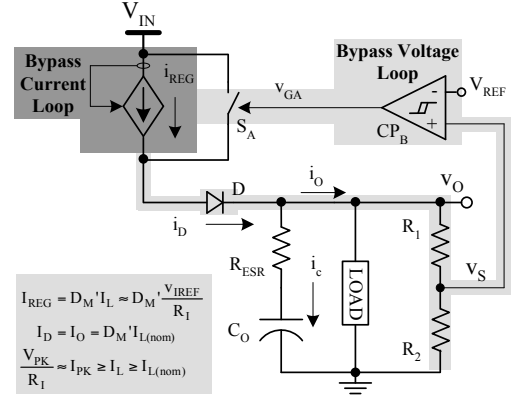 V_IN
Bypass
Current
Loop
i_REG
S_A
v_GA
Bypass Voltage
Loop
CP_B
-
+
V_REF
D
i_D
i_O
v_O
R_ESR
i_c
C_O
LOAD
R_1
v_S
R_2
I_REG = D_M'I_L ≈ D_M' v_IREF / R_I
I_D = I_O = D_M'I_L(nom)
V_PK / R_I ≈ I_PK ≥ I_L ≥ I_L(nom)